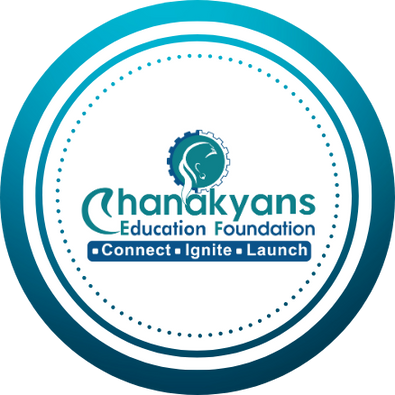 Chanakyans
Education Foundation
▪Connect ▪Ignite ▪Launch